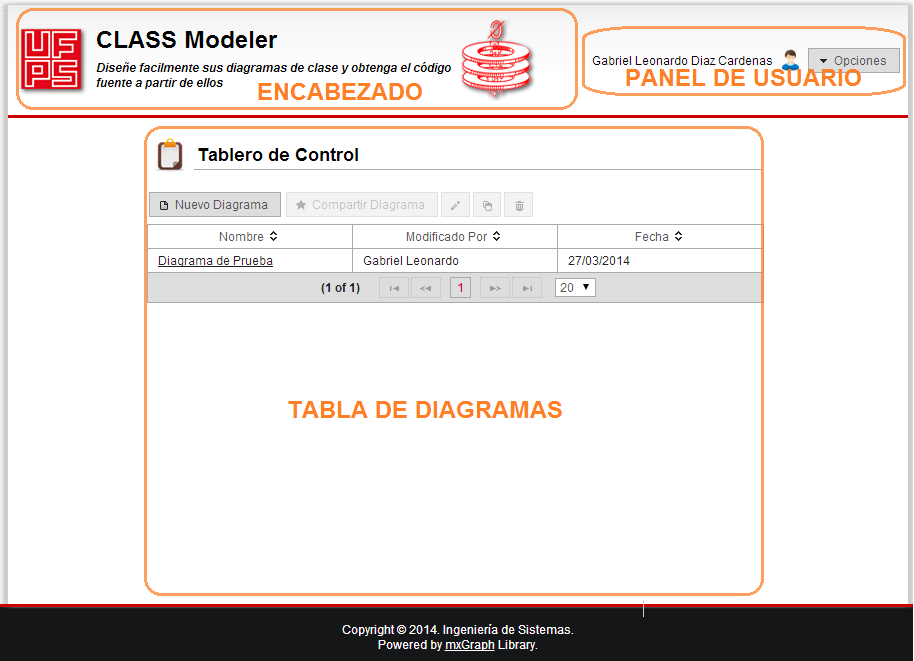 UFPS
CLASS Modeler
Diseñe facilmente sus diagramas de clase y obtenga el código
fuente a partir de ellos
ENCABEZADO
Gabriel Leonardo Diaz Cardenas
Opciones
PANEL DE USUARIO
Tablero de Control
Nuevo Diagrama
Compartir Diagrama
Nombre Modificado Por Fecha
Diagrama de Prueba Gabriel Leonardo 27/03/2014
(1 of 1) 1 20
TABLA DE DIAGRAMAS
Copyright © 2014. Ingeniería de Sistemas.
Powered by mxGraph Library.